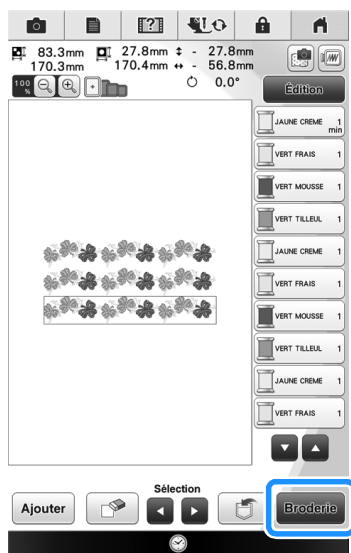 83.3mm 27.8mm ↕ - 27.8mm
170.3mm 170.4mm ↔ - 56.8mm
100 % 0.0°
Édition
JAUNE CREME 1
min
VERT FRAIS 1
VERT MOUSSE 1
VERT TILLEUL 1
JAUNE CREME 1
VERT FRAIS 1
VERT MOUSSE 1
VERT TILLEUL 1
JAUNE CREME 1
VERT FRAIS 1
Sélection
Ajouter
Broderie